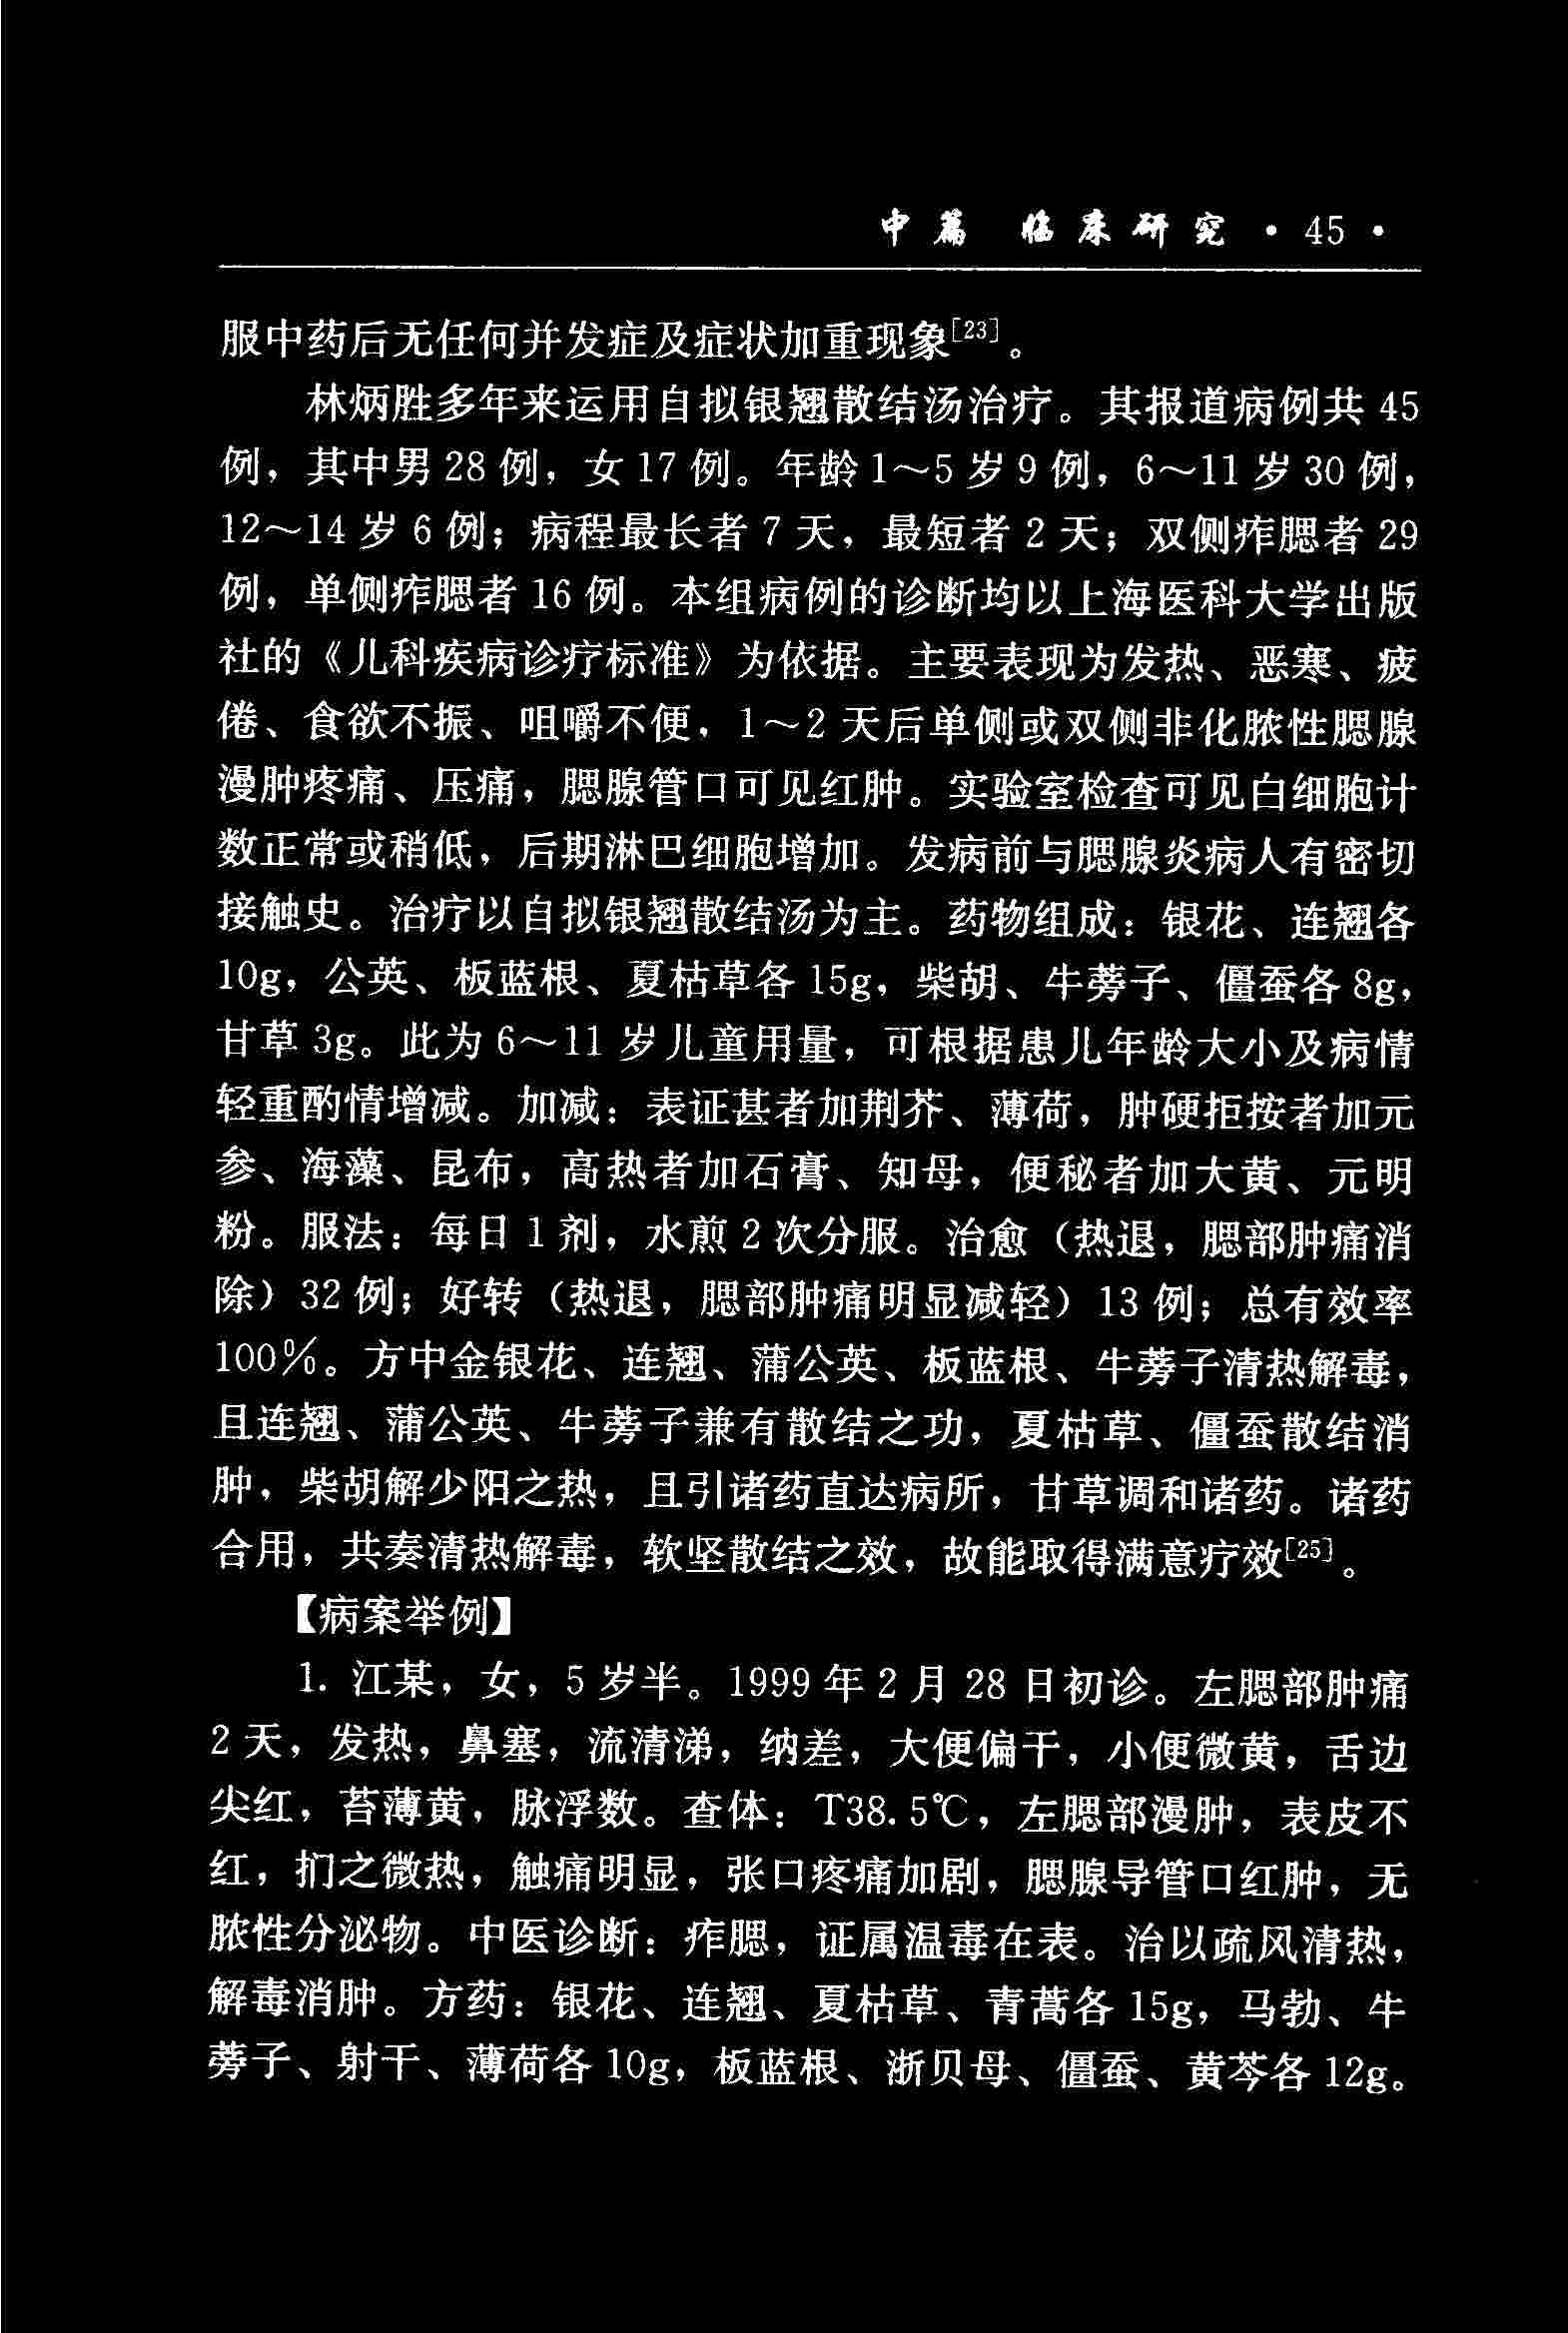 中篇 临床研究 · 45 ·
服中药后无任何并发症及症状加重现象[23]。
林炳胜多年来运用自拟银翘散结汤治疗。其报道病例共 45
例，其中男 28 例，女 17 例。年龄 1～5 岁 9 例，6～11 岁 30 例，
12～14 岁 6 例；病程最长者 7 天，最短者 2 天；双侧痄腮者 29
例，单侧痄腮者 16 例。本组病例的诊断均以上海医科大学出版
社的《儿科疾病诊疗标准》为依据。主要表现为发热、恶寒、疲
倦、食欲不振、咀嚼不便，1～2 天后单侧或双侧非化脓性腮腺
漫肿疼痛、压痛，腮腺管口可见红肿。实验室检查可见白细胞计
数正常或稍低，后期淋巴细胞增加。发病前与腮腺炎病人有密切
接触史。治疗以自拟银翘散结汤为主。药物组成：银花、连翘各
10g，公英、板蓝根、夏枯草各 15g，柴胡、牛蒡子、僵蚕各 8g，
甘草 3g。此为 6～11 岁儿童用量，可根据患儿年龄大小及病情
轻重酌情增减。加减：表证甚者加荆芥、薄荷，肿硬拒按者加元
参、海藻、昆布，高热者加石膏、知母，便秘者加大黄、元明
粉。服法：每日 1 剂，水煎 2 次分服。治愈（热退，腮部肿痛消
除）32 例；好转（热退，腮部肿痛明显减轻）13 例；总有效率
100％。方中金银花、连翘、蒲公英、板蓝根、牛蒡子清热解毒，
且连翘、蒲公英、牛蒡子兼有散结之功，夏枯草、僵蚕散结消
肿，柴胡解少阳之热，且引诸药直达病所，甘草调和诸药。诸药
合用，共奏清热解毒，软坚散结之效，故能取得满意疗效[25]。
【病案举例】
1. 江某，女，5 岁半。1999 年 2 月 28 日初诊。左腮部肿痛
2 天，发热，鼻塞，流清涕，纳差，大便偏干，小便微黄，舌边
尖红，苔薄黄，脉浮数。查体：T38.5℃，左腮部漫肿，表皮不
红，扪之微热，触痛明显，张口疼痛加剧，腮腺导管口红肿，无
脓性分泌物。中医诊断：痄腮，证属温毒在表。治以疏风清热，
解毒消肿。方药：银花、连翘、夏枯草、青蒿各 15g，马勃、牛
蒡子、射干、薄荷各 10g，板蓝根、浙贝母、僵蚕、黄芩各 12g。